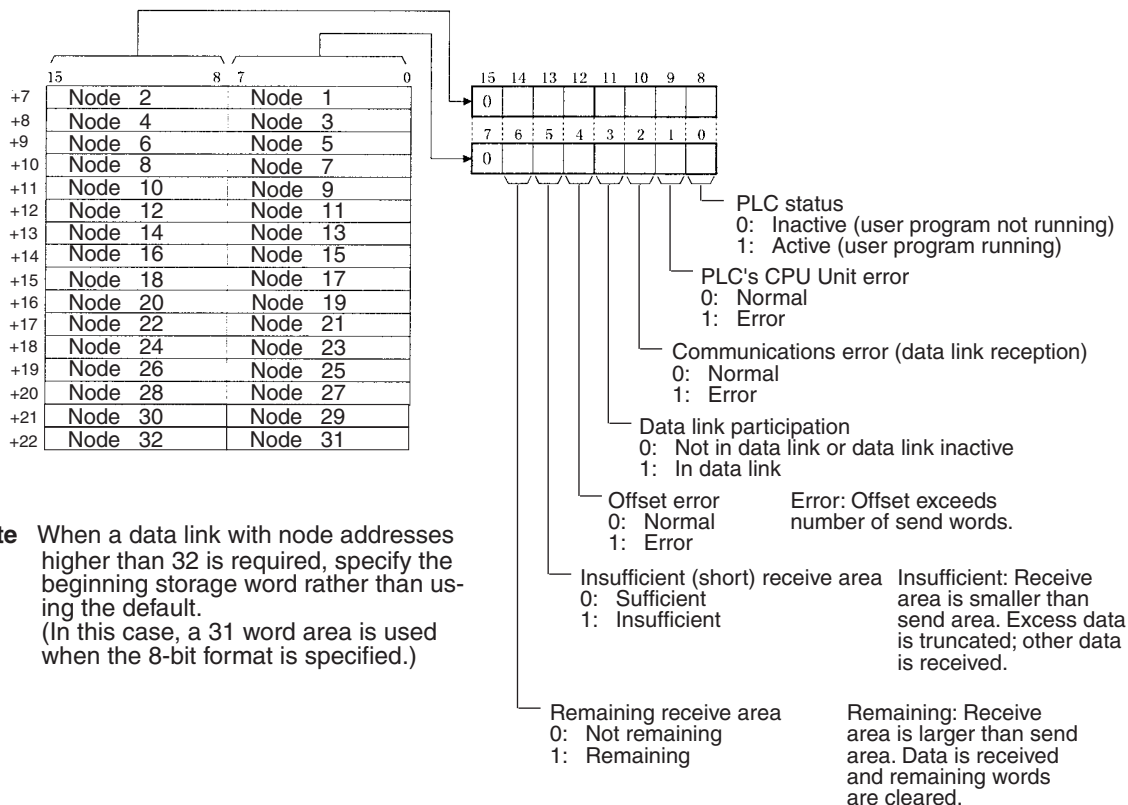 15 8 7 0
+7 Node 2 Node 1
+8 Node 4 Node 3
+9 Node 6 Node 5
+10 Node 8 Node 7
+11 Node 10 Node 9
+12 Node 12 Node 11
+13 Node 14 Node 13
+14 Node 16 Node 15
+15 Node 18 Node 17
+16 Node 20 Node 19
+17 Node 22 Node 21
+18 Node 24 Node 23
+19 Node 26 Node 25
+20 Node 28 Node 27
+21 Node 30 Node 29
+22 Node 32 Node 31
15 14 13 12 11 10 9 8
0
7 6 5 4 3 2 1 0
0
PLC status
0: Inactive (user program not running)
1: Active (user program running)
PLC's CPU Unit error
0: Normal
1: Error
Communications error (data link reception)
0: Normal
1: Error
Data link participation
0: Not in data link or data link inactive
1: In data link
Offset error
0: Normal
1: Error
Error: Offset exceeds
number of send words.
Insufficient (short) receive area
0: Sufficient
1: Insufficient
Insufficient: Receive
area is smaller than
send area. Excess data
is truncated; other data
is received.
Remaining receive area
0: Not remaining
1: Remaining
Remaining: Receive
area is larger than send
area. Data is received
and remaining words
are cleared.
te When a data link with node addresses
higher than 32 is required, specify the
beginning storage word rather than us-
ing the default.
(In this case, a 31 word area is used
when the 8-bit format is specified.)